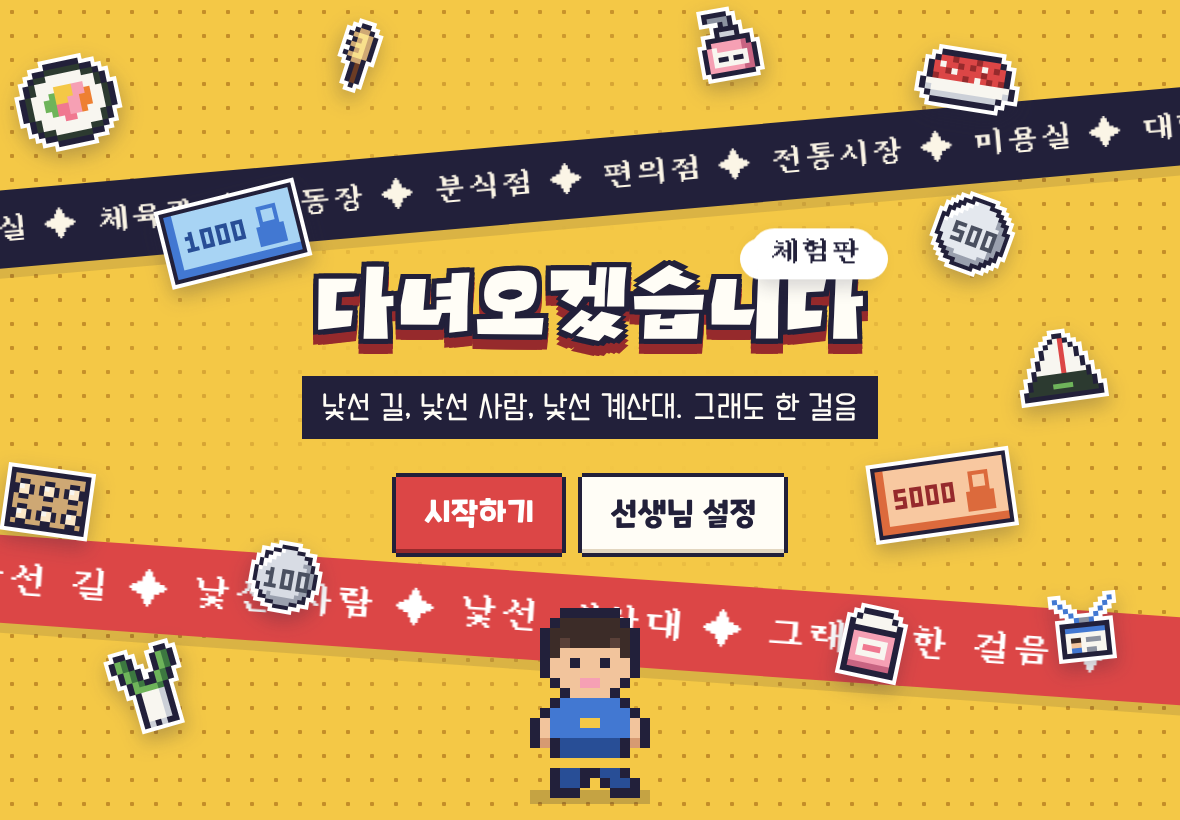 실 ✦ 체육 동장 ✦ 분식점 ✦ 편의점 ✦ 전통시장 ✦ 미용실 ✦
1000
500
체험판
다녀오겠습니다
낯선 길, 낯선 사람, 낯선 계산대. 그래도 한 걸음
시작하기
선생님 설정
5000
100
선 길 ✦ 낯선 사람 ✦ 낯선 대 ✦ 그래 한 걸음